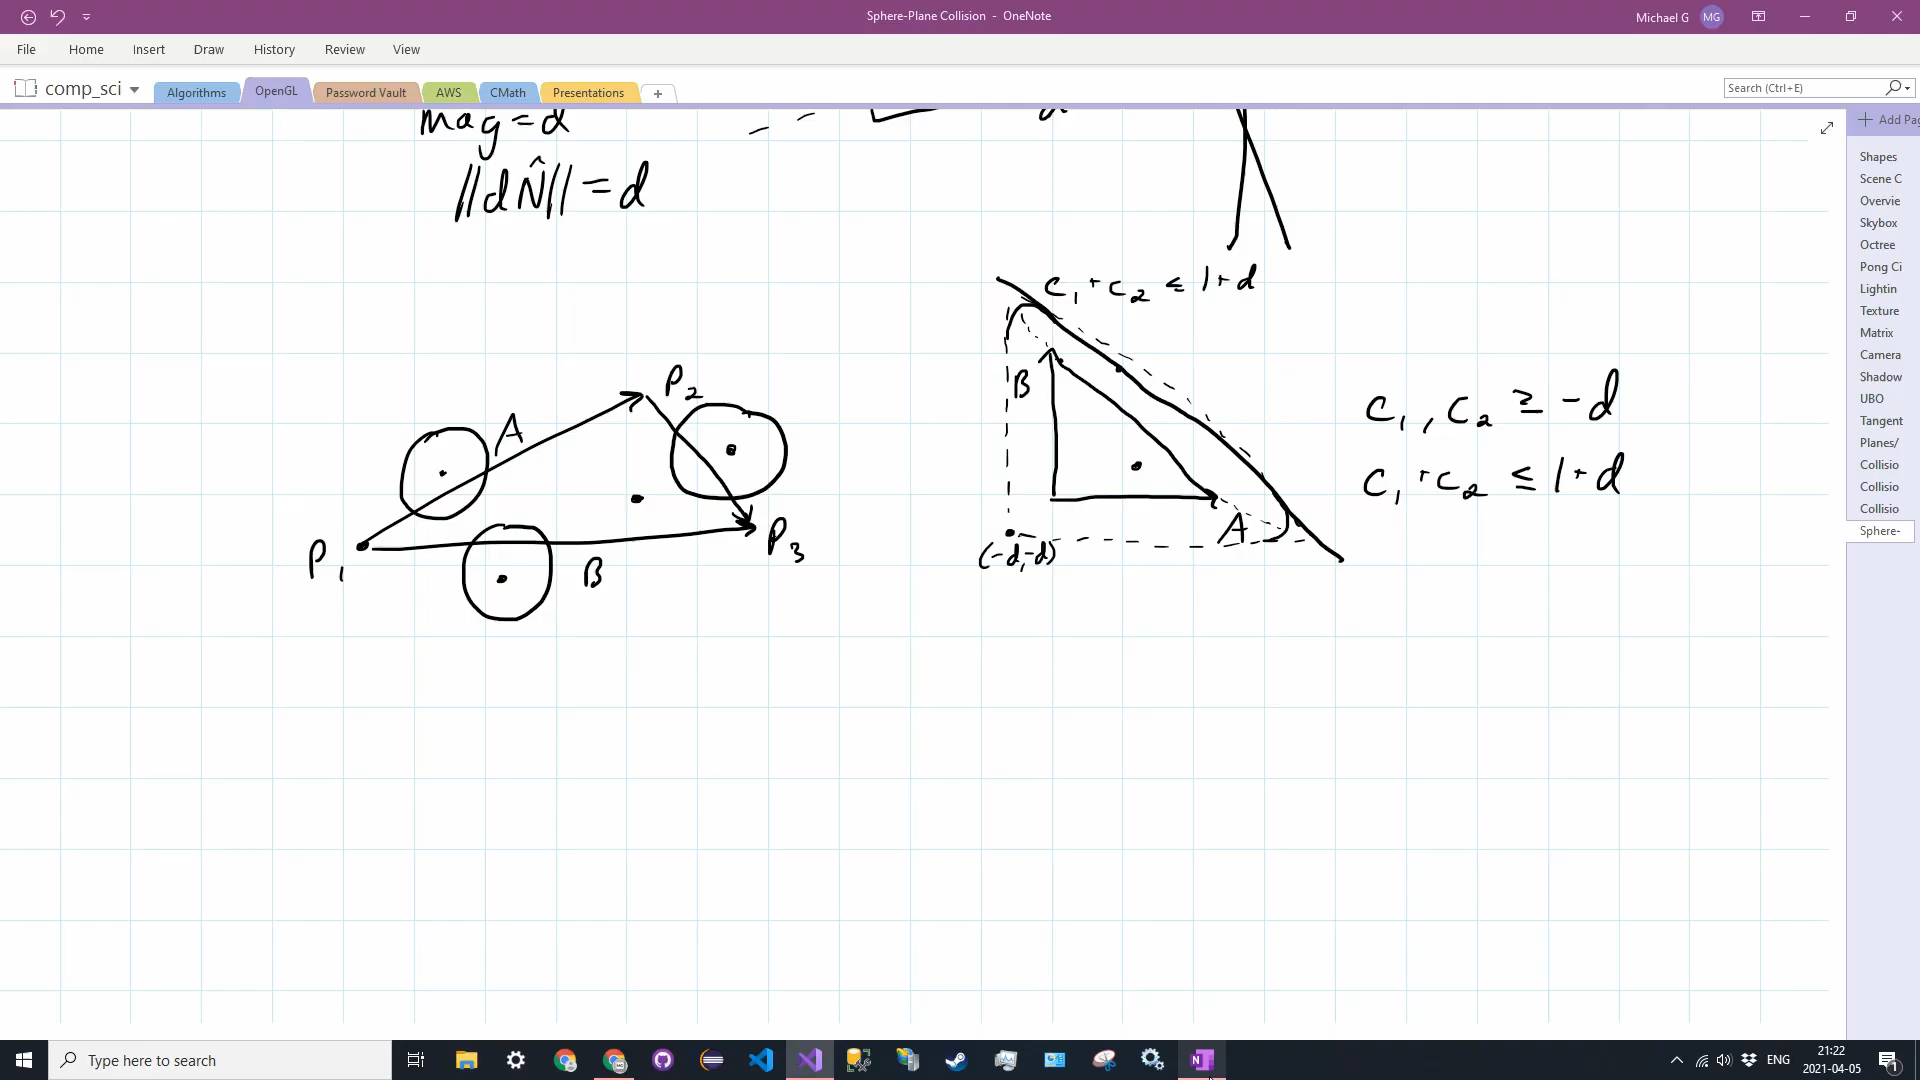 Sphere-Plane Collision - OneNote
Michael G
MG
File
Home
Insert
Draw
History
Review
View
comp_sci
Algorithms
OpenGL
Password Vault
AWS
CMath
Presentations
Search (Ctrl+E)
Add Pag
Shapes
Scene C
Overvie
Skybox
Octree
Pong Ci
Lightin
Texture
Matrix
Camera
Shadow
UBO
Tangent
Planes/
Collisio
Collisio
Collisio
Sphere-
mag = d
d
||dN̂|| = d
c₁ + c₂ ≤ 1 + d
P₂
A
B
c₁, c₂ ≥ -d
c₁ + c₂ ≤ 1 + d
P₁
B
P₃
A
(-d,-d)
Type here to search
ENG
21:22
2021-04-05
1